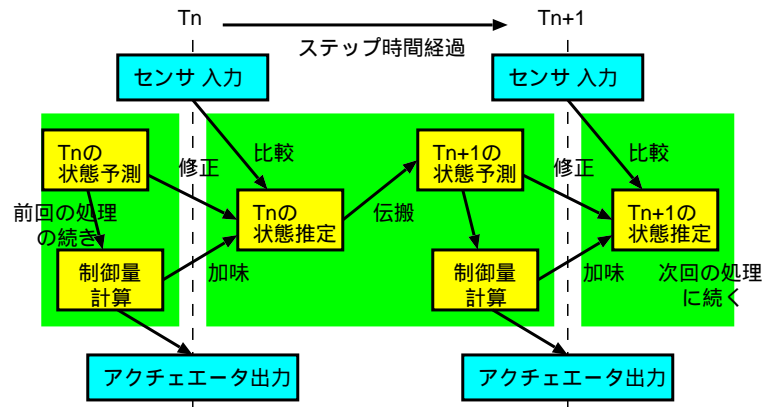 Tn
Tn+1
ステップ時間経過
センサ 入力
センサ 入力
Tnの
状態予測
修正
比較
Tn+1の
状態予測
修正
比較
前回の処理
の続き
Tnの
状態推定
伝搬
Tn+1の
状態推定
制御量
計算
加味
制御量
計算
加味
次回の処理
に続く
アクチェエータ出力
アクチェエータ出力